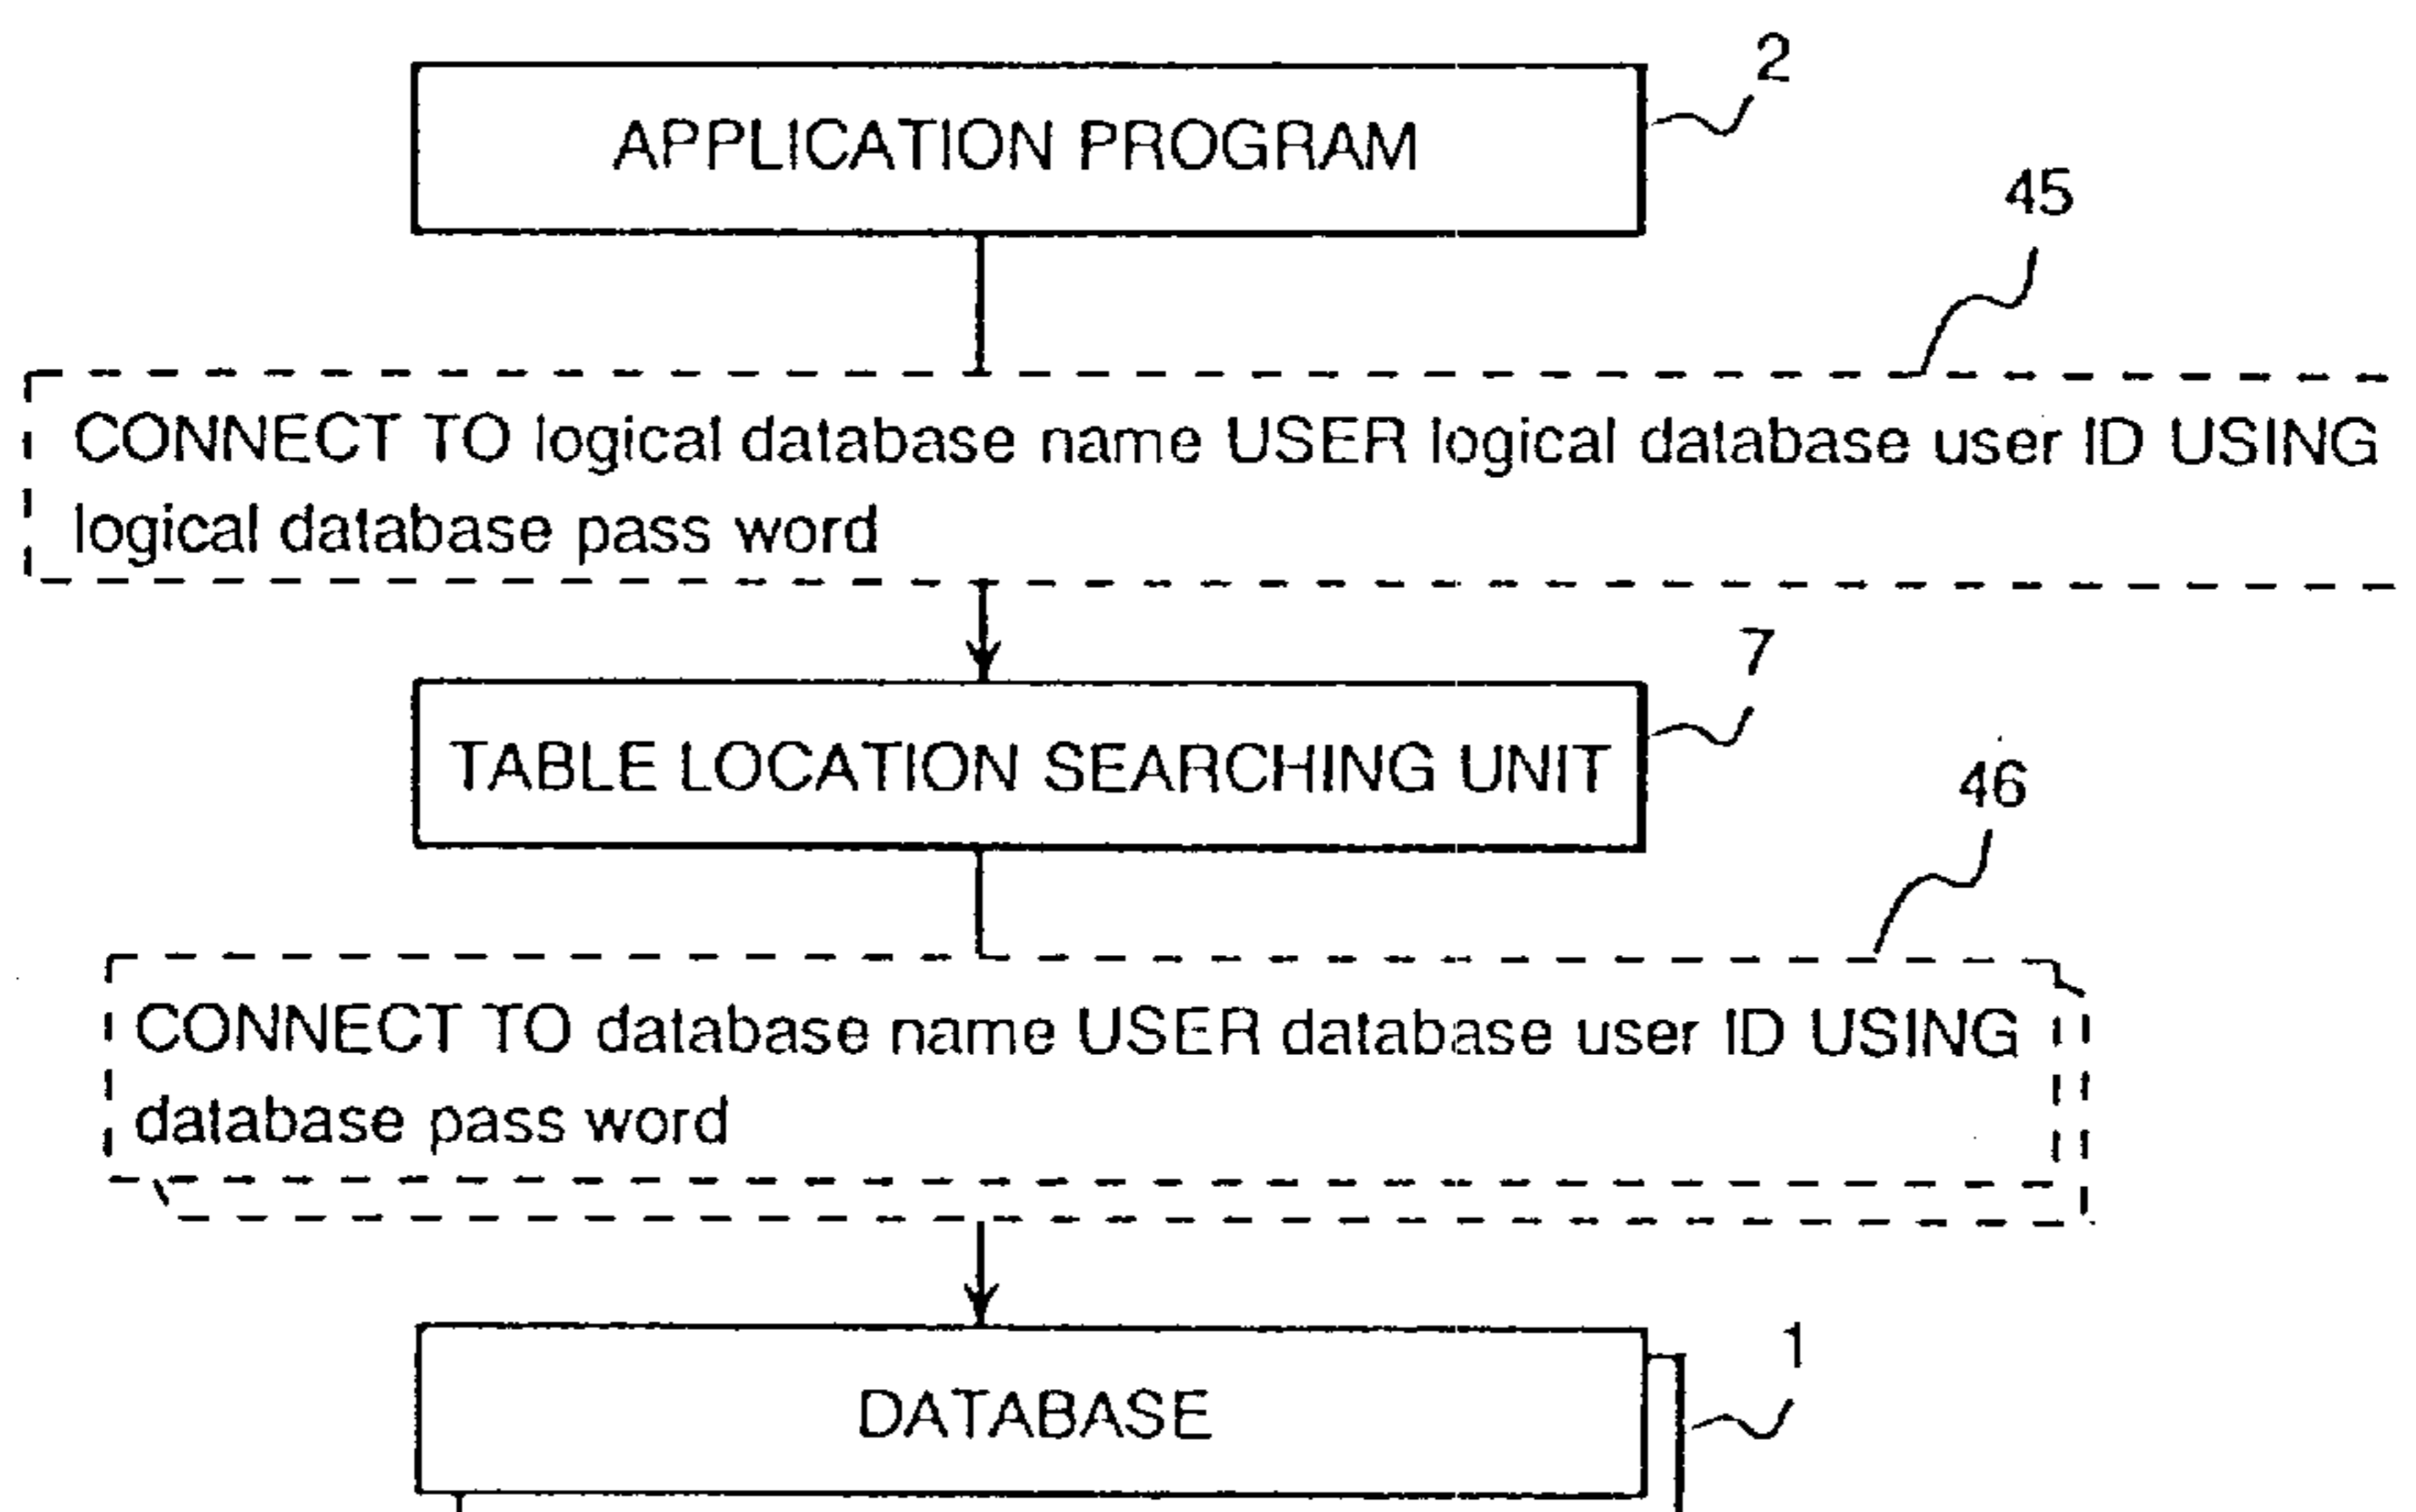 2
APPLICATION PROGRAM
45
CONNECT TO logical database name USER logical database user ID USING
logical database pass word
7
TABLE LOCATION SEARCHING UNIT
46
CONNECT TO database name USER database user ID USING
database pass word
1
DATABASE